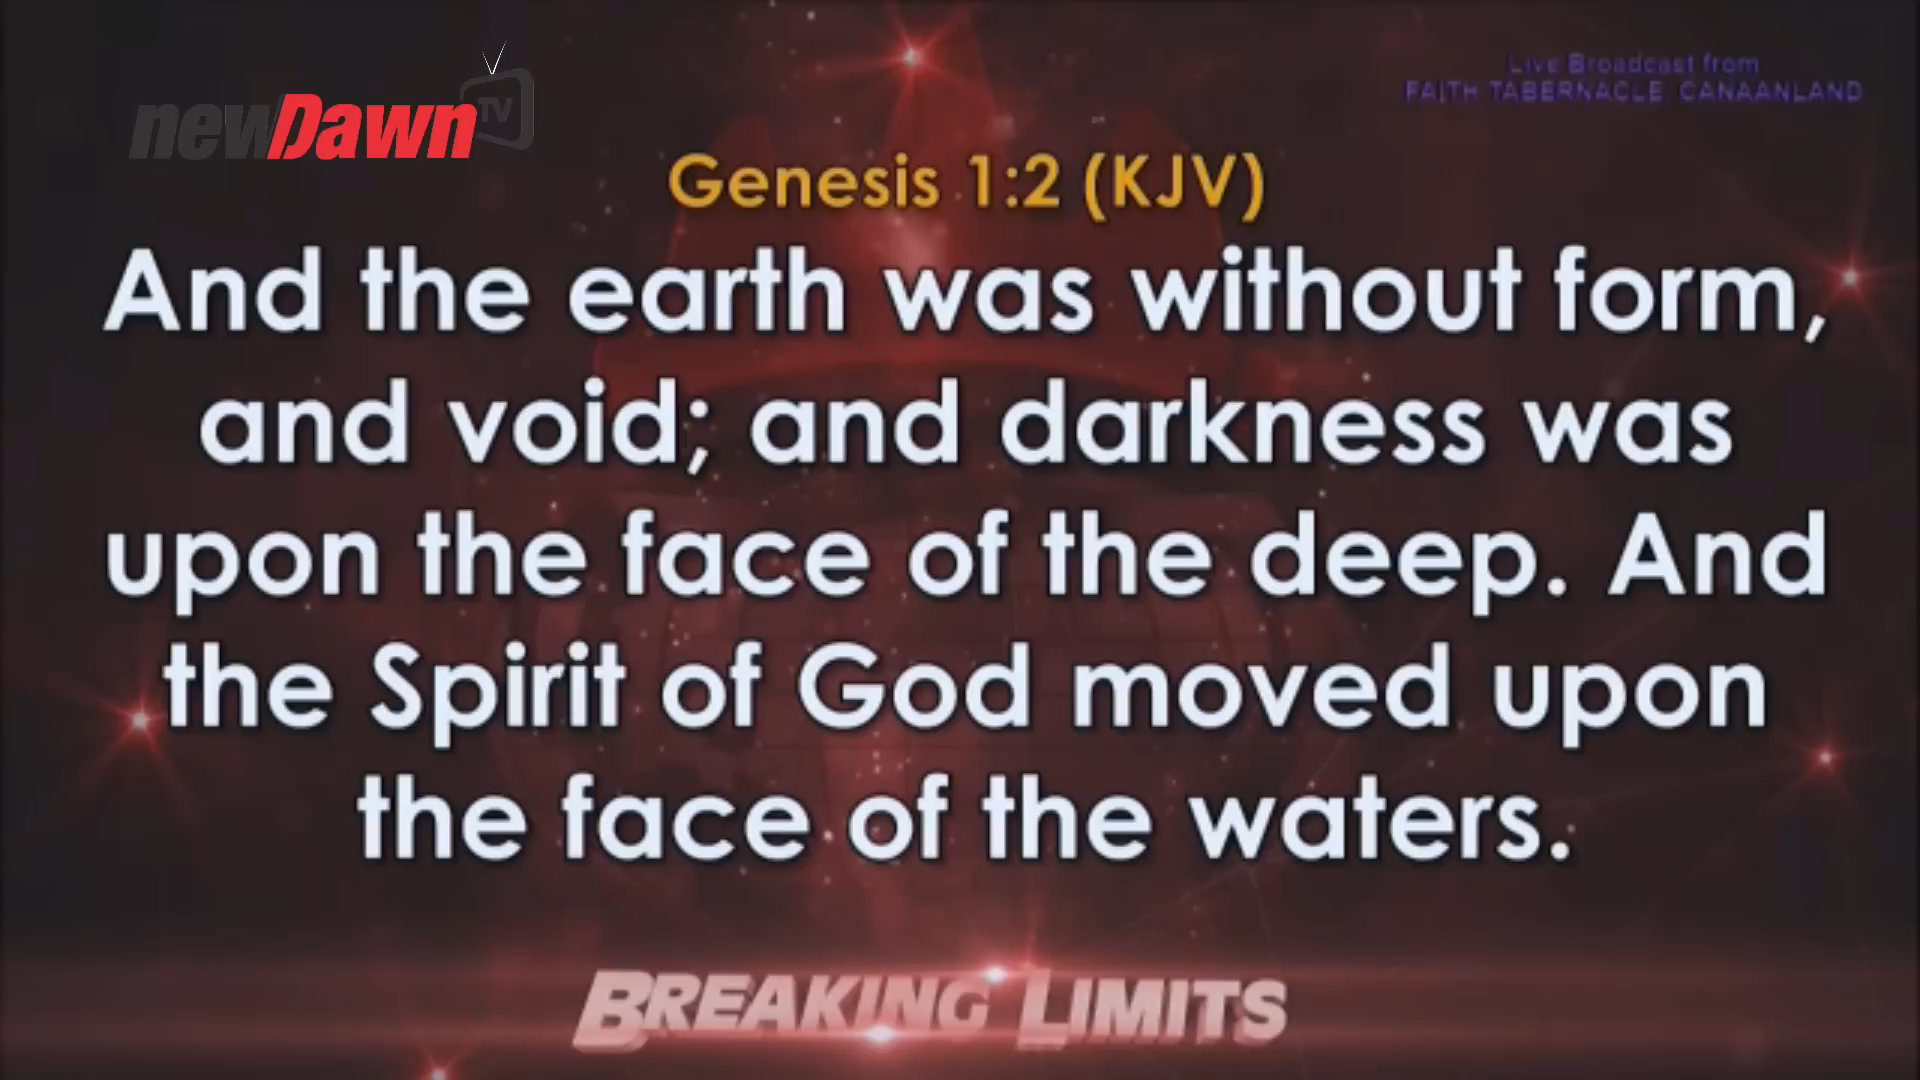 newDawn TV
Live Broadcast from
FAITH TABERNACLE, CANAANLAND
Genesis 1:2 (KJV)
And the earth was without form,
and void; and darkness was
upon the face of the deep. And
the Spirit of God moved upon
the face of the waters.
BREAKING LIMITS